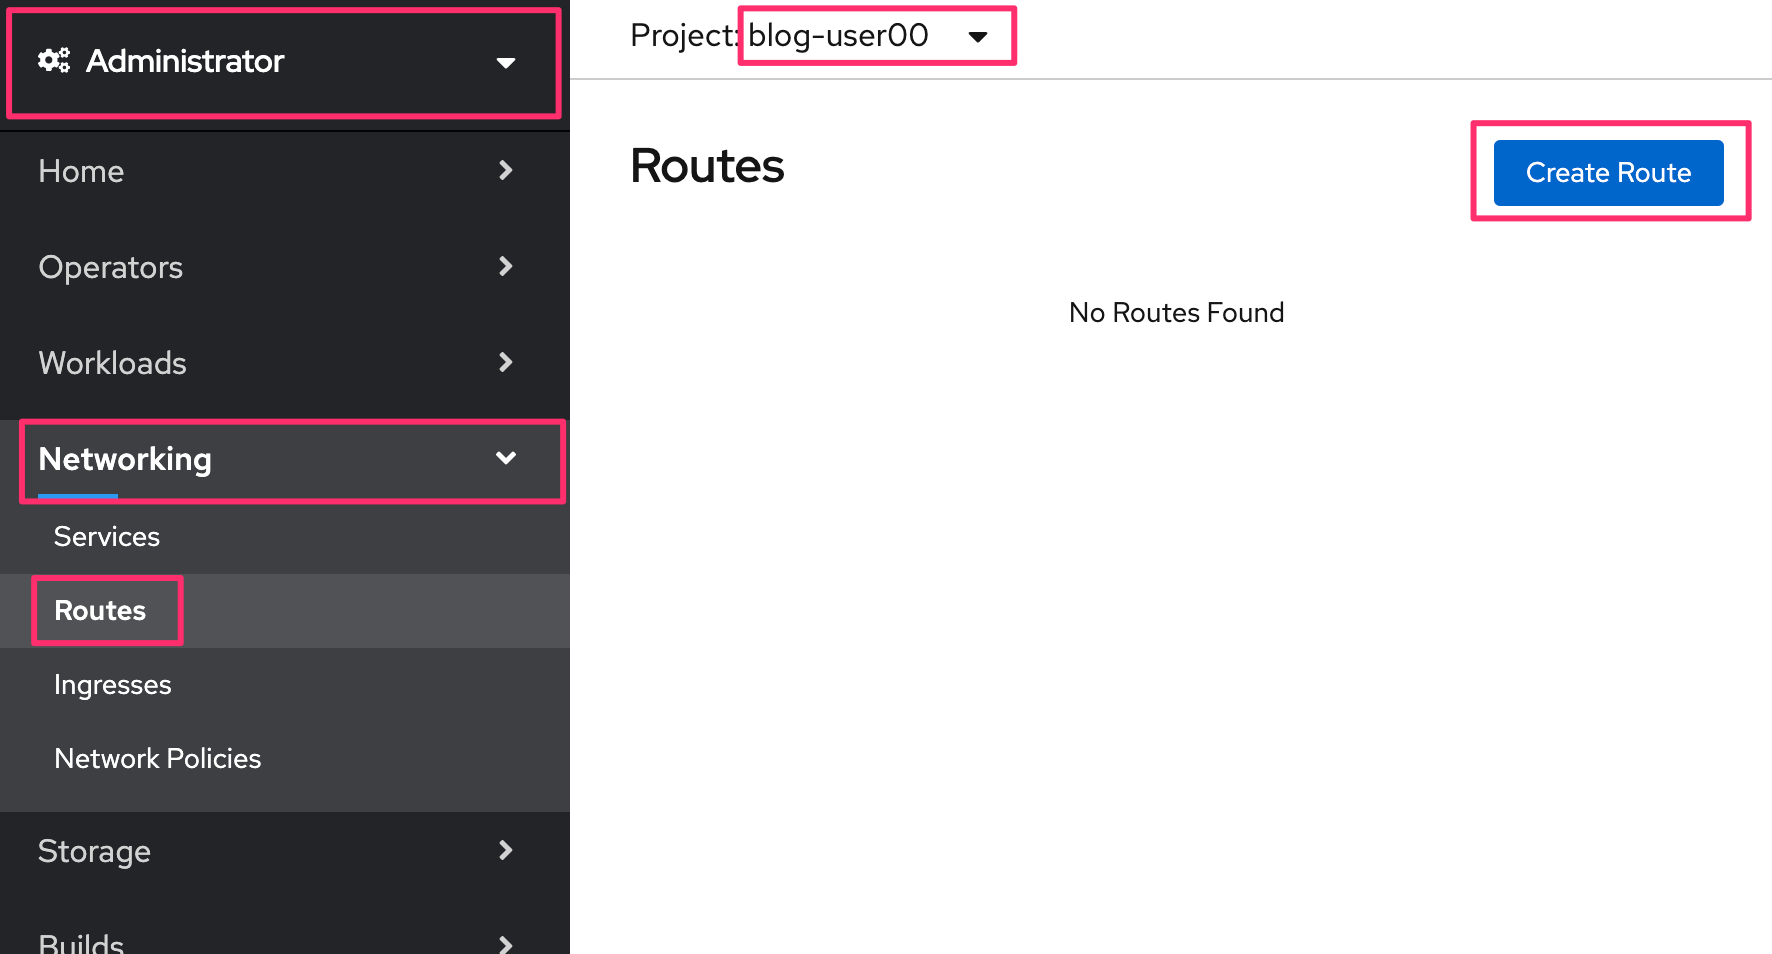 Administrator
Home
Operators
Workloads
Networking
Services
Routes
Ingresses
Network Policies
Storage
Builds
Project: blog-user00
Routes
Create Route
No Routes Found